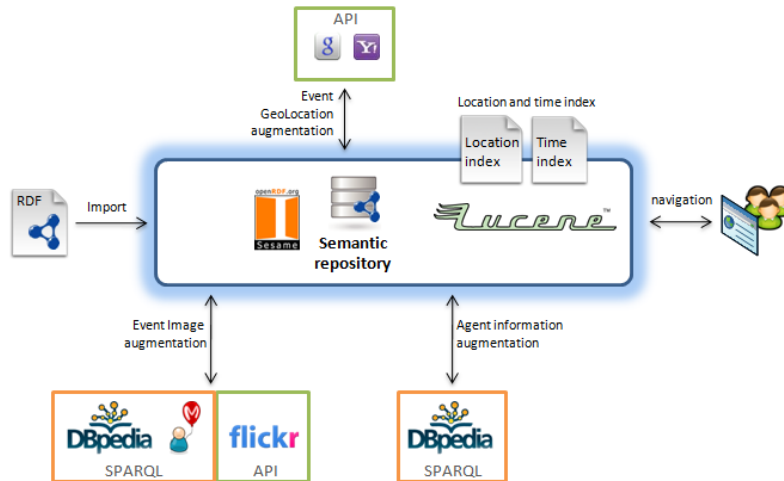 API
g
Y!
Event
GeoLocation
augmentation
Location and time index
Location
index
Time
index
RDF
Import
openRDF.org
Sesame
Semantic
repository
Lucene™
navigation
Event Image
augmentation
Agent information
augmentation
DBpedia
SPARQL
flickr
API
DBpedia
SPARQL